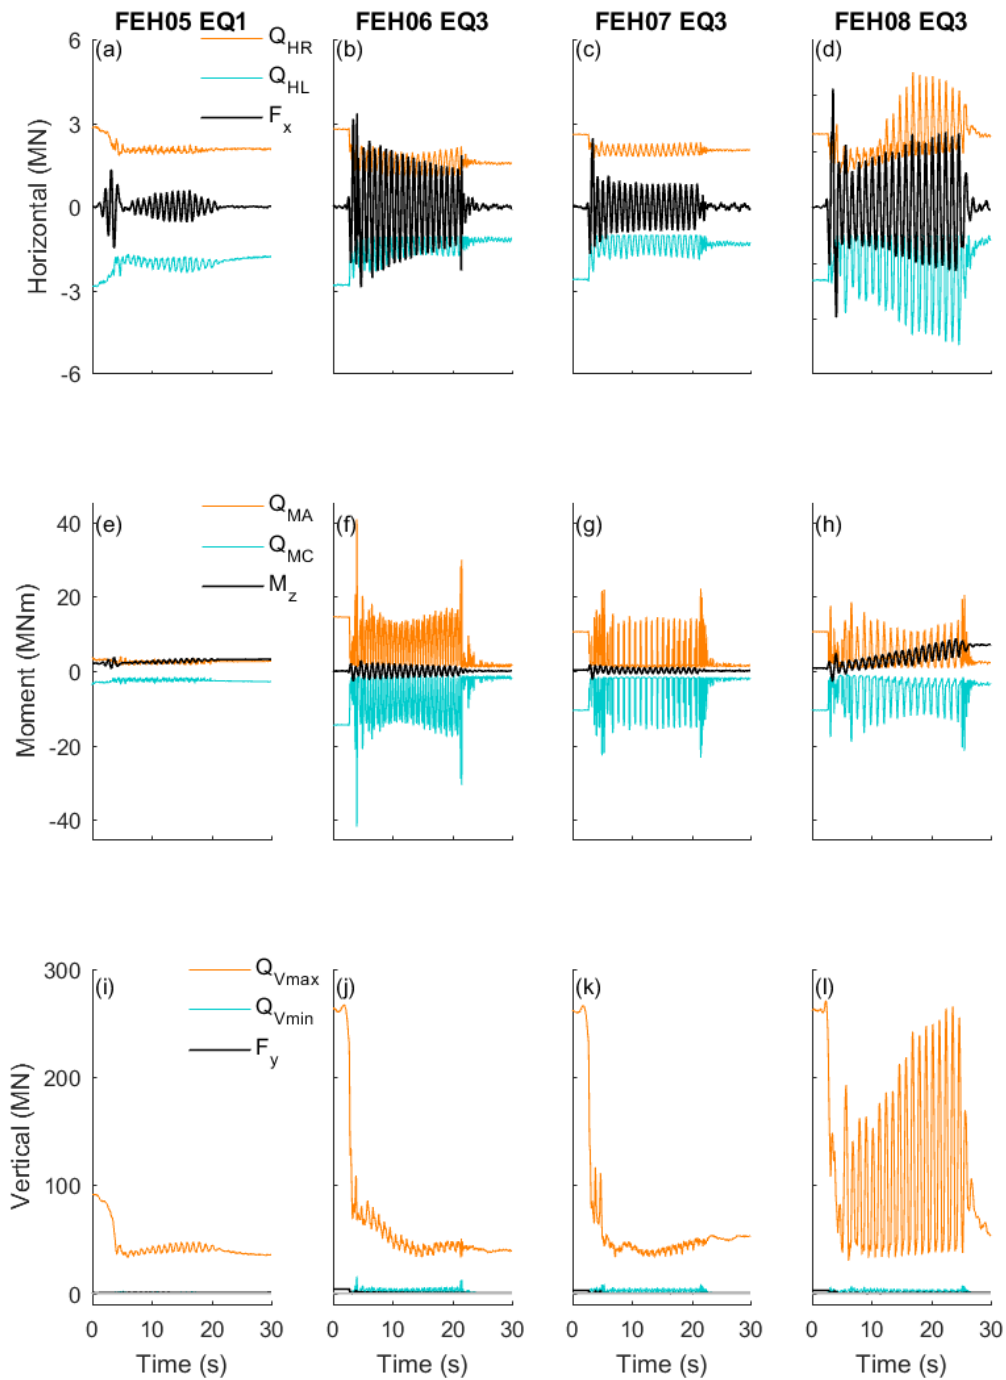 FEH05 EQ1 FEH06 EQ3 FEH07 EQ3 FEH08 EQ3
(a) (b) (c) (d)
Q_HR
Q_HL
F_x
Horizontal (MN)
6
3
0
-3
-6
(e) (f) (g) (h)
Q_MA
Q_MC
M_z
Moment (MNm)
40
20
0
-20
-40
(i) (j) (k) (l)
Q_Vmax
Q_Vmin
F_y
Vertical (MN)
300
200
100
0
0 10 20 30 0 10 20 30 0 10 20 30 0 10 20 30
Time (s) Time (s) Time (s) Time (s)